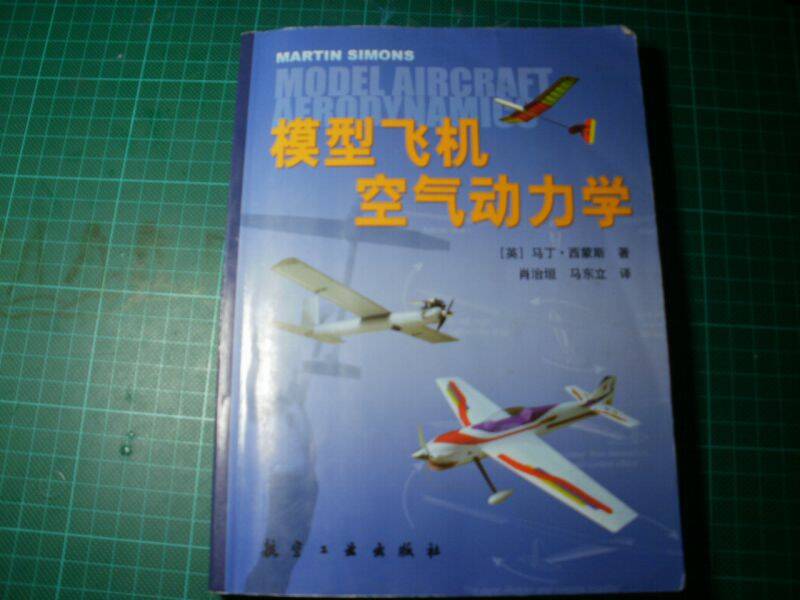 MARTIN SIMONS
MODEL AIRCRAFT
AERODYNAMICS
模型飞机
空气动力学
[英] 马丁·西蒙斯 著
肖治垣 马东立 译
航空工业出版社